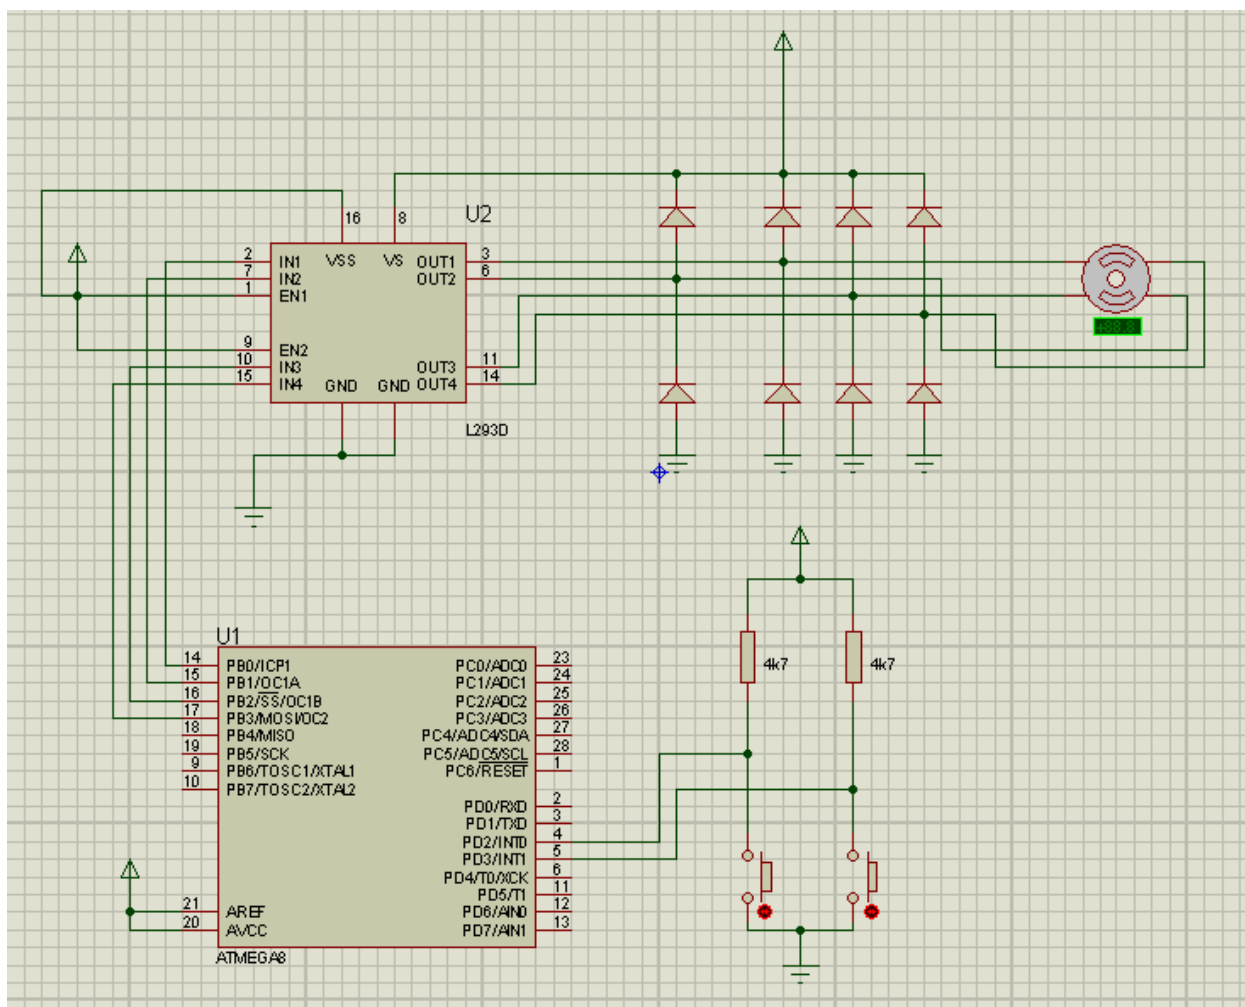 U2
16
8
VSS
VS
2
IN1
7
IN2
1
EN1
9
EN2
10
IN3
15
IN4
OUT1
3
OUT2
6
OUT3
11
OUT4
14
GND
GND
L293D
U1
14
PB0/ICP1
15
PB1/OC1A
16
PB2/SS/OC1B
17
PB3/MOSI/OC2
18
PB4/MISO
19
PB5/SCK
9
PB6/TOSC1/XTAL1
10
PB7/TOSC2/XTAL2
21
AREF
20
AVCC
PC0/ADC0
23
PC1/ADC1
24
PC2/ADC2
25
PC3/ADC3
26
PC4/ADC4/SDA
27
PC5/ADC5/SCL
28
PC6/RESET
1
PD0/RXD
2
PD1/TXD
3
PD2/INT0
4
PD3/INT1
5
PD4/T0/XCK
6
PD5/T1
11
PD6/AIN0
12
PD7/AIN1
13
ATMEGA8
4k7
4k7